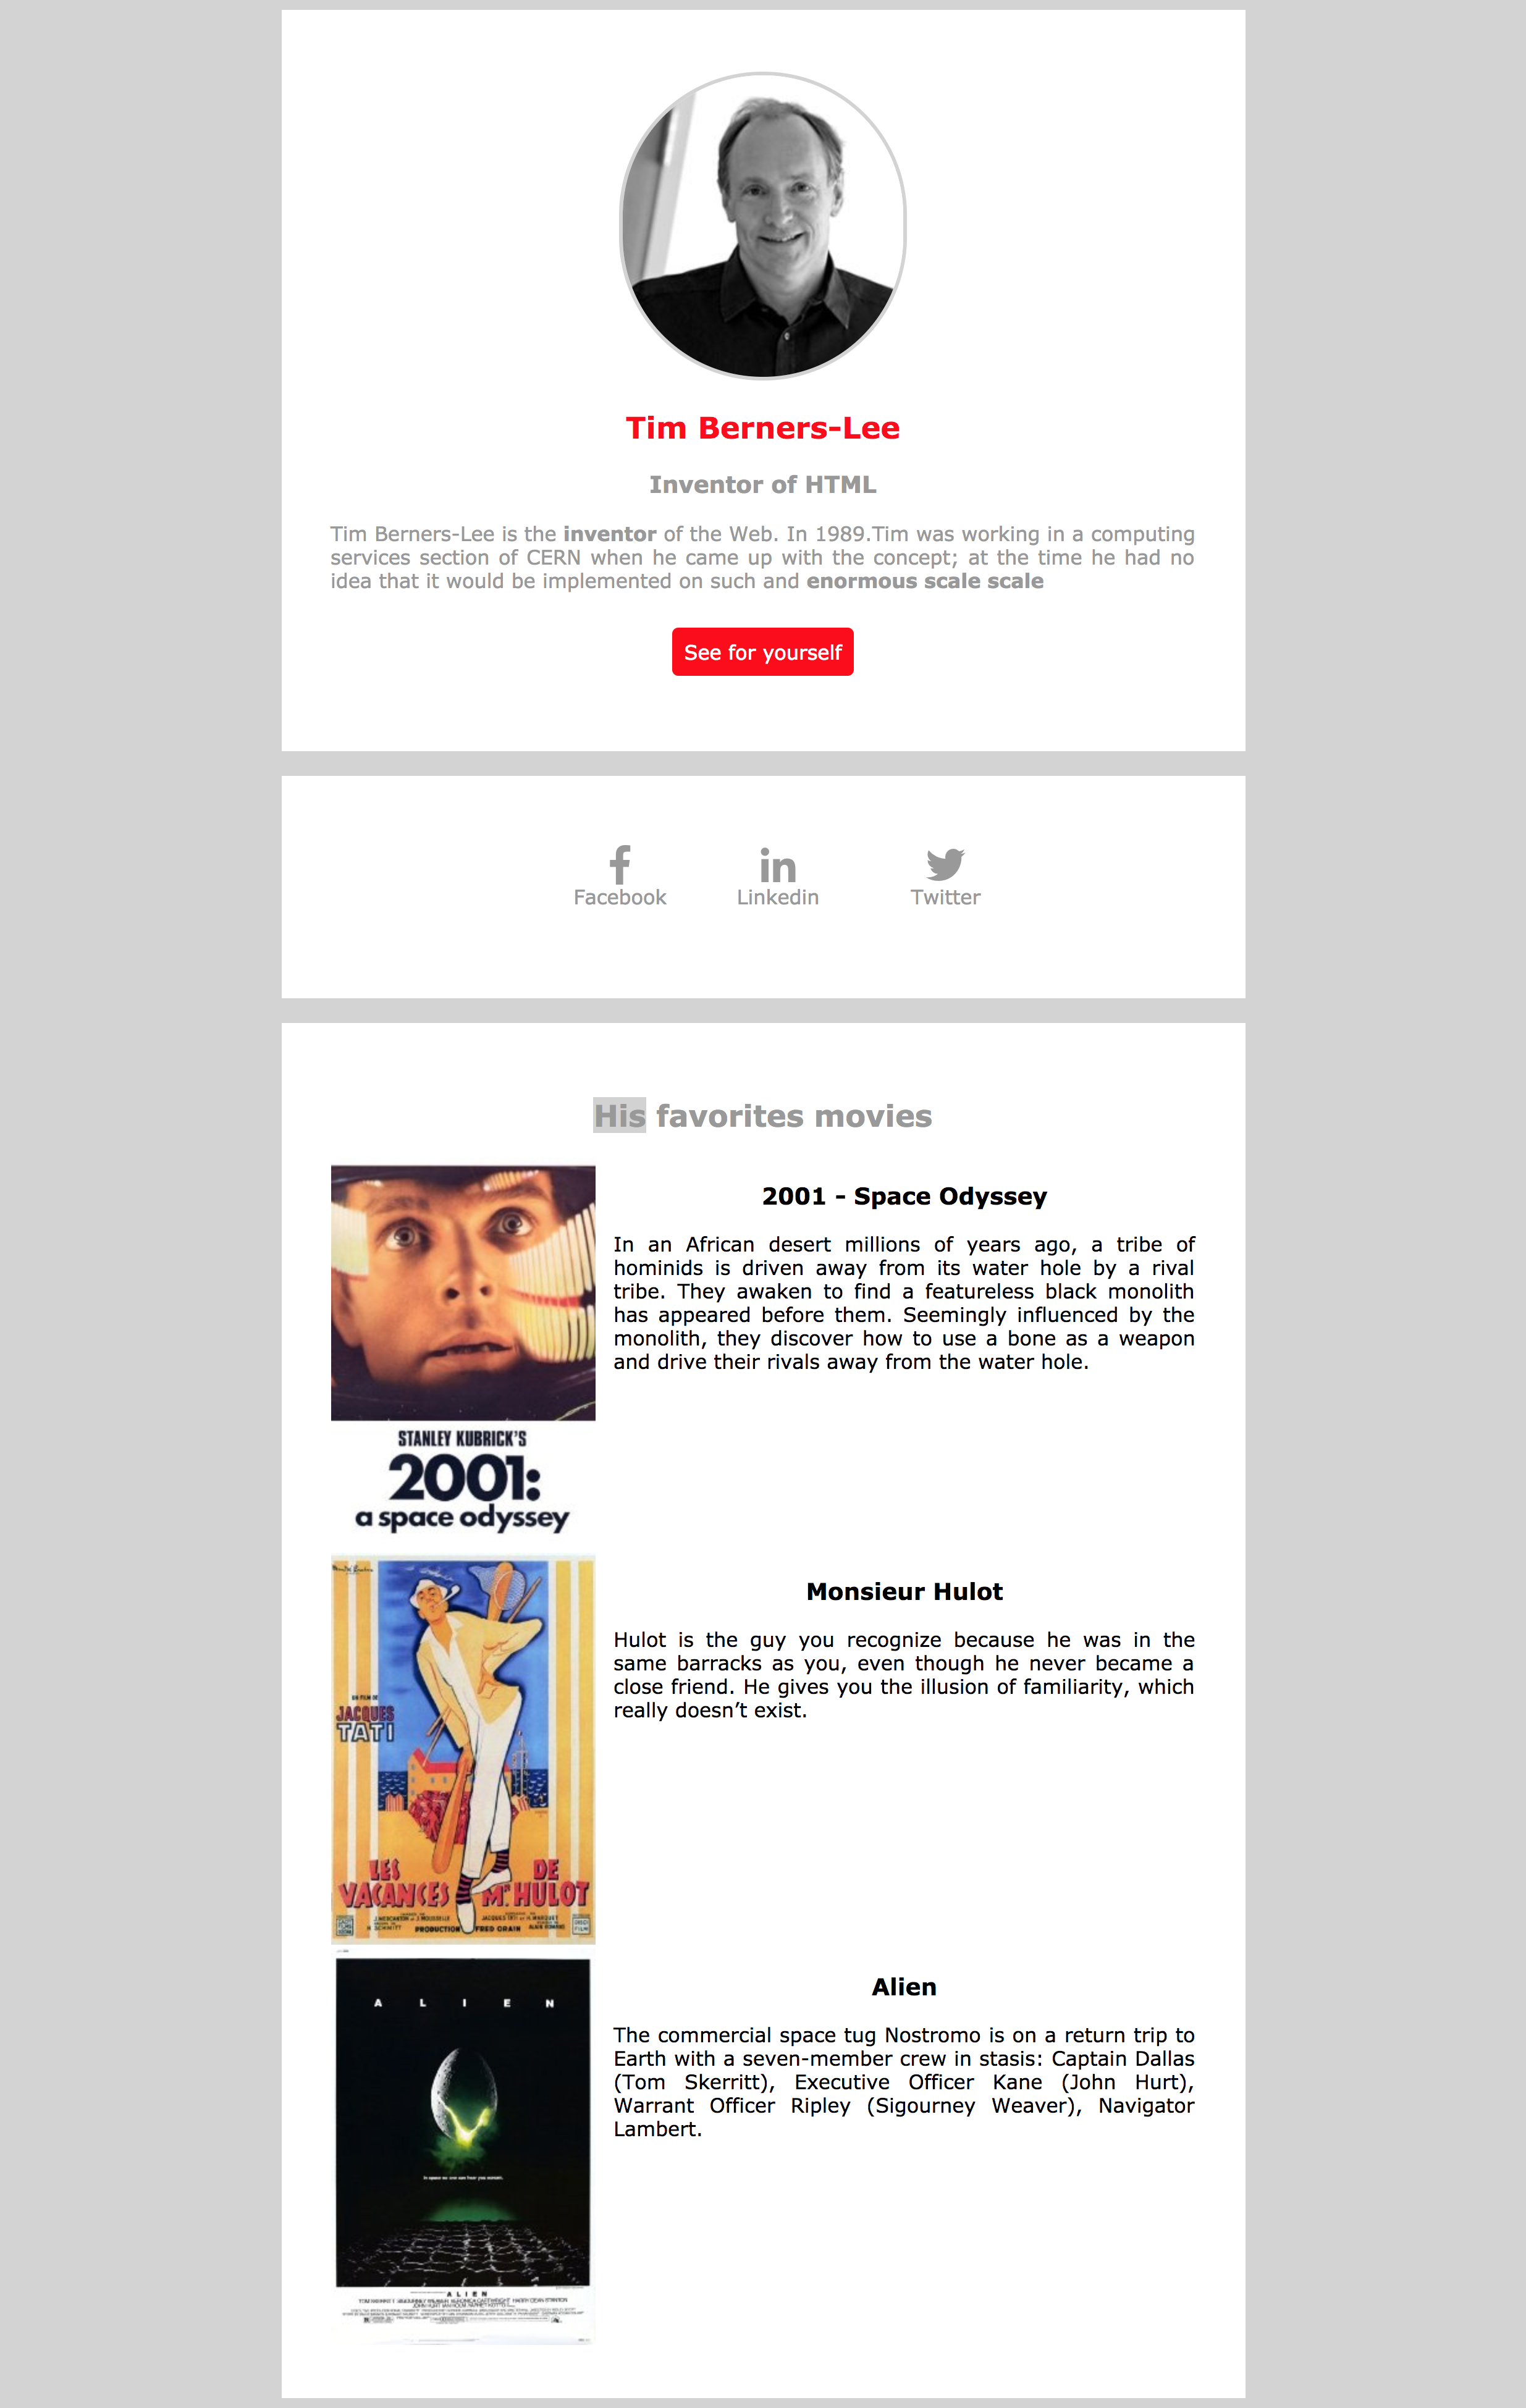 Tim Berners-Lee
Inventor of HTML
Tim Berners-Lee is the inventor of the Web. In 1989.Tim was working in a computing
services section of CERN when he came up with the concept; at the time he had no
idea that it would be implemented on such and enormous scale scale
See for yourself
Facebook
Linkedin
Twitter
His favorites movies
STANLEY KUBRICK'S
2001:
a space odyssey
2001 - Space Odyssey
In an African desert millions of years ago, a tribe of
hominids is driven away from its water hole by a rival
tribe. They awaken to find a featureless black monolith
has appeared before them. Seemingly influenced by the
monolith, they discover how to use a bone as a weapon
and drive their rivals away from the water hole.
UN FILM DE
JACQUES
TATI
LES DE
VACANCES Mr. HULOT
PRODUCTION FRED ORAIN
Monsieur Hulot
Hulot is the guy you recognize because he was in the
same barracks as you, even though he never became a
close friend. He gives you the illusion of familiarity, which
really doesn’t exist.
A L I E N
In space no one can hear you scream.
A L I E N
Alien
The commercial space tug Nostromo is on a return trip to
Earth with a seven-member crew in stasis: Captain Dallas
(Tom Skerritt), Executive Officer Kane (John Hurt),
Warrant Officer Ripley (Sigourney Weaver), Navigator
Lambert.